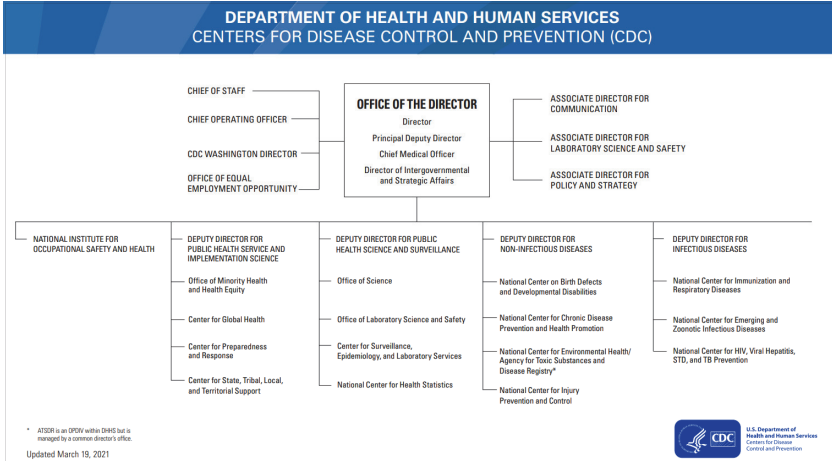 DEPARTMENT OF HEALTH AND HUMAN SERVICES
CENTERS FOR DISEASE CONTROL AND PREVENTION (CDC)
CHIEF OF STAFF
CHIEF OPERATING OFFICER
CDC WASHINGTON DIRECTOR
OFFICE OF EQUAL
EMPLOYMENT OPPORTUNITY
OFFICE OF THE DIRECTOR
Director
Principal Deputy Director
Chief Medical Officer
Director of Intergovernmental
and Strategic Affairs
ASSOCIATE DIRECTOR FOR
COMMUNICATION
ASSOCIATE DIRECTOR FOR
LABORATORY SCIENCE AND SAFETY
ASSOCIATE DIRECTOR FOR
POLICY AND STRATEGY
NATIONAL INSTITUTE FOR
OCCUPATIONAL SAFETY AND HEALTH
DEPUTY DIRECTOR FOR
PUBLIC HEALTH SERVICE AND
IMPLEMENTATION SCIENCE
Office of Minority Health
and Health Equity
Center for Global Health
Center for Preparedness
and Response
Center for State, Tribal, Local,
and Territorial Support
DEPUTY DIRECTOR FOR PUBLIC
HEALTH SCIENCE AND SURVEILLANCE
Office of Science
Office of Laboratory Science and Safety
Center for Surveillance,
Epidemiology, and Laboratory Services
National Center for Health Statistics
DEPUTY DIRECTOR FOR
NON-INFECTIOUS DISEASES
National Center on Birth Defects
and Developmental Disabilities
National Center for Chronic Disease
Prevention and Health Promotion
National Center for Environmental Health/
Agency for Toxic Substances and
Disease Registry*
National Center for Injury
Prevention and Control
DEPUTY DIRECTOR FOR
INFECTIOUS DISEASES
National Center for Immunization and
Respiratory Diseases
National Center for Emerging and
Zoonotic Infectious Diseases
National Center for HIV, Viral Hepatitis,
STD, and TB Prevention
* ATSDR is an OPDIV within DHHS but is
managed by a common director's office.
Updated March 19, 2021
CDC
U.S. Department of
Health and Human Services
Centers for Disease
Control and Prevention